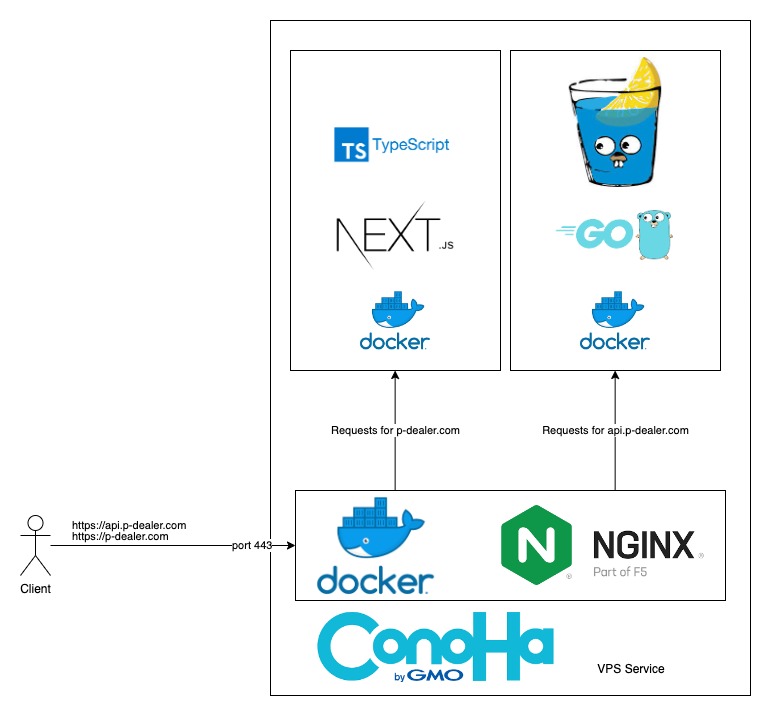 TS TypeScript
NEXT.JS
GO
docker
docker
Requests for p-dealer.com
Requests for api.p-dealer.com
https://api.p-dealer.com
https://p-dealer.com
port 443
Client
docker
N NGINX
Part of F5
ConoHa
by GMO
VPS Service